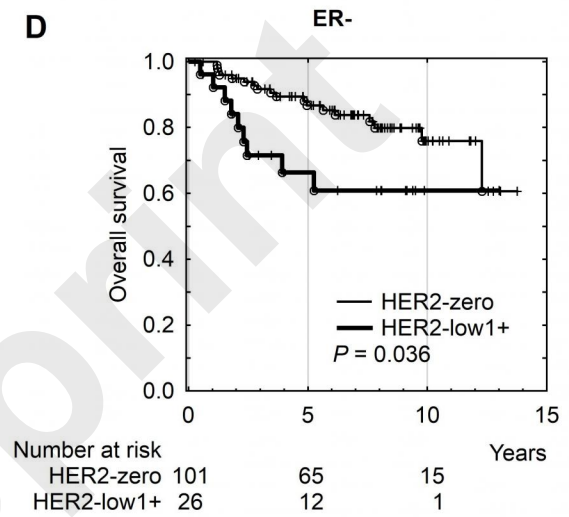 D
ER-
Overall survival
1.0
0.8
0.6
0.4
0.2
0.0
HER2-zero
HER2-low1+
P = 0.036
0 5 10 15
Years
Number at risk
HER2-zero 101 65 15
HER2-low1+ 26 12 1
print